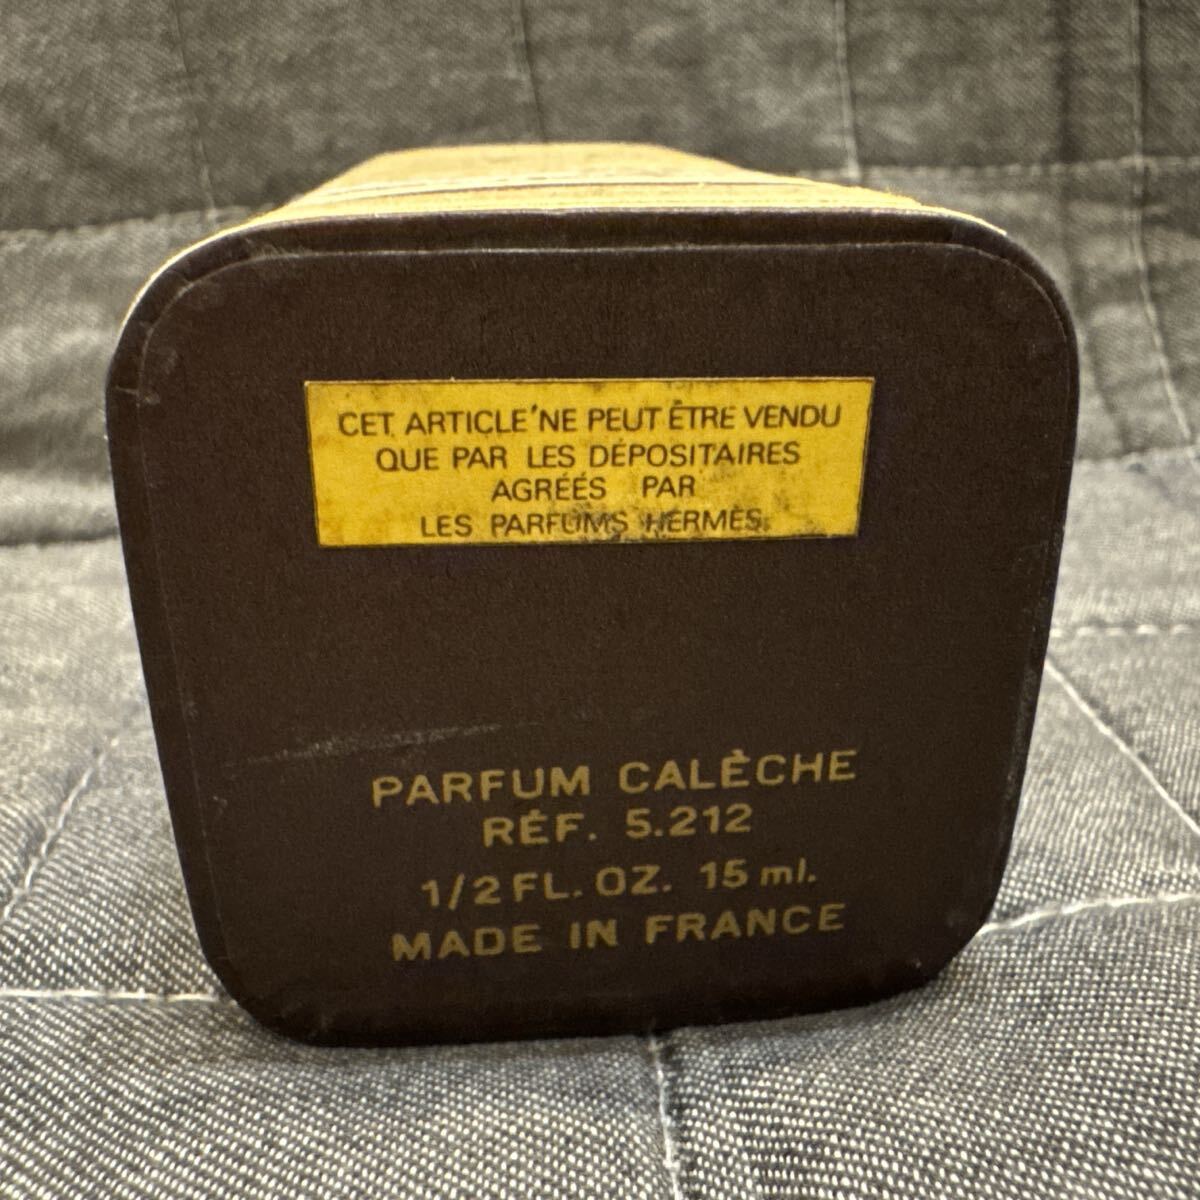 CET ARTICLE NE PEUT ÊTRE VENDU
QUE PAR LES DÉPOSITAIRES
AGRÉÉS PAR
LES PARFUMS HERMÈS.
PARFUM CALÈCHE
RÉF. 5.212
1/2 FL. OZ. 15 ml.
MADE IN FRANCE